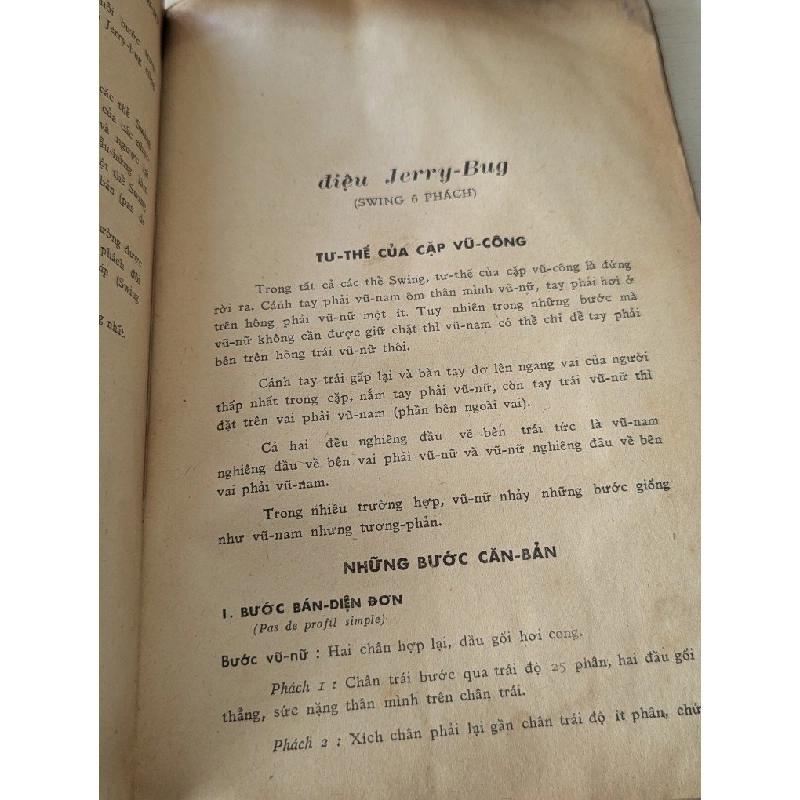 điệu Jerry-Bug
(SWING 6 PHÁCH)
TƯ-THẾ CỦA CẶP VŨ-CÔNG
Trong tất cả các thề Swing, tư-thế của cặp vũ-công là đứng
rời ra. Cánh tay phải vũ-nam ôm thân mình vũ-nữ, tay phải hơi ở
trên hông phải vũ-nữ một ít. Tuy nhiên trong những bước mà
vũ-nữ không cần được giữ chặt thì vũ-nam có thể chỉ để tay phải
bên trên hông trái vũ-nữ thôi.
Cánh tay trái gấp lại và bàn tay đơ lên ngang vai của người
thấp nhất trong cặp, nắm tay phải vũ-nữ, còn tay trái vũ-nữ thì
đặt trên vai phải vũ-nam (phần bên ngoài vai).
Cả hai đều nghiêng đầu về bên trái tức là vũ-nam
nghiêng đầu về bên vai phải vũ-nữ và vũ-nữ nghiêng đầu về bên
vai phải vũ-nam.
Trong nhiều trường hợp, vũ-nữ nhảy những bước giống
như vũ-nam nhưng tương-phản.
NHỮNG BƯỚC CĂN-BẢN
1. BƯỚC BÁN-DIỆN ĐƠN
(Pas de profil simple)
Bước vũ-nữ : Hai chân hợp lại, đầu gối hơi cong.
Phách 1 : Chân trái bước qua trái độ 25 phân, hai đầu gối
thẳng, sức nặng thân mình trên chân trái.
Phách 2 : Xích chân phải lại gần chân trái độ ít phân, chứ